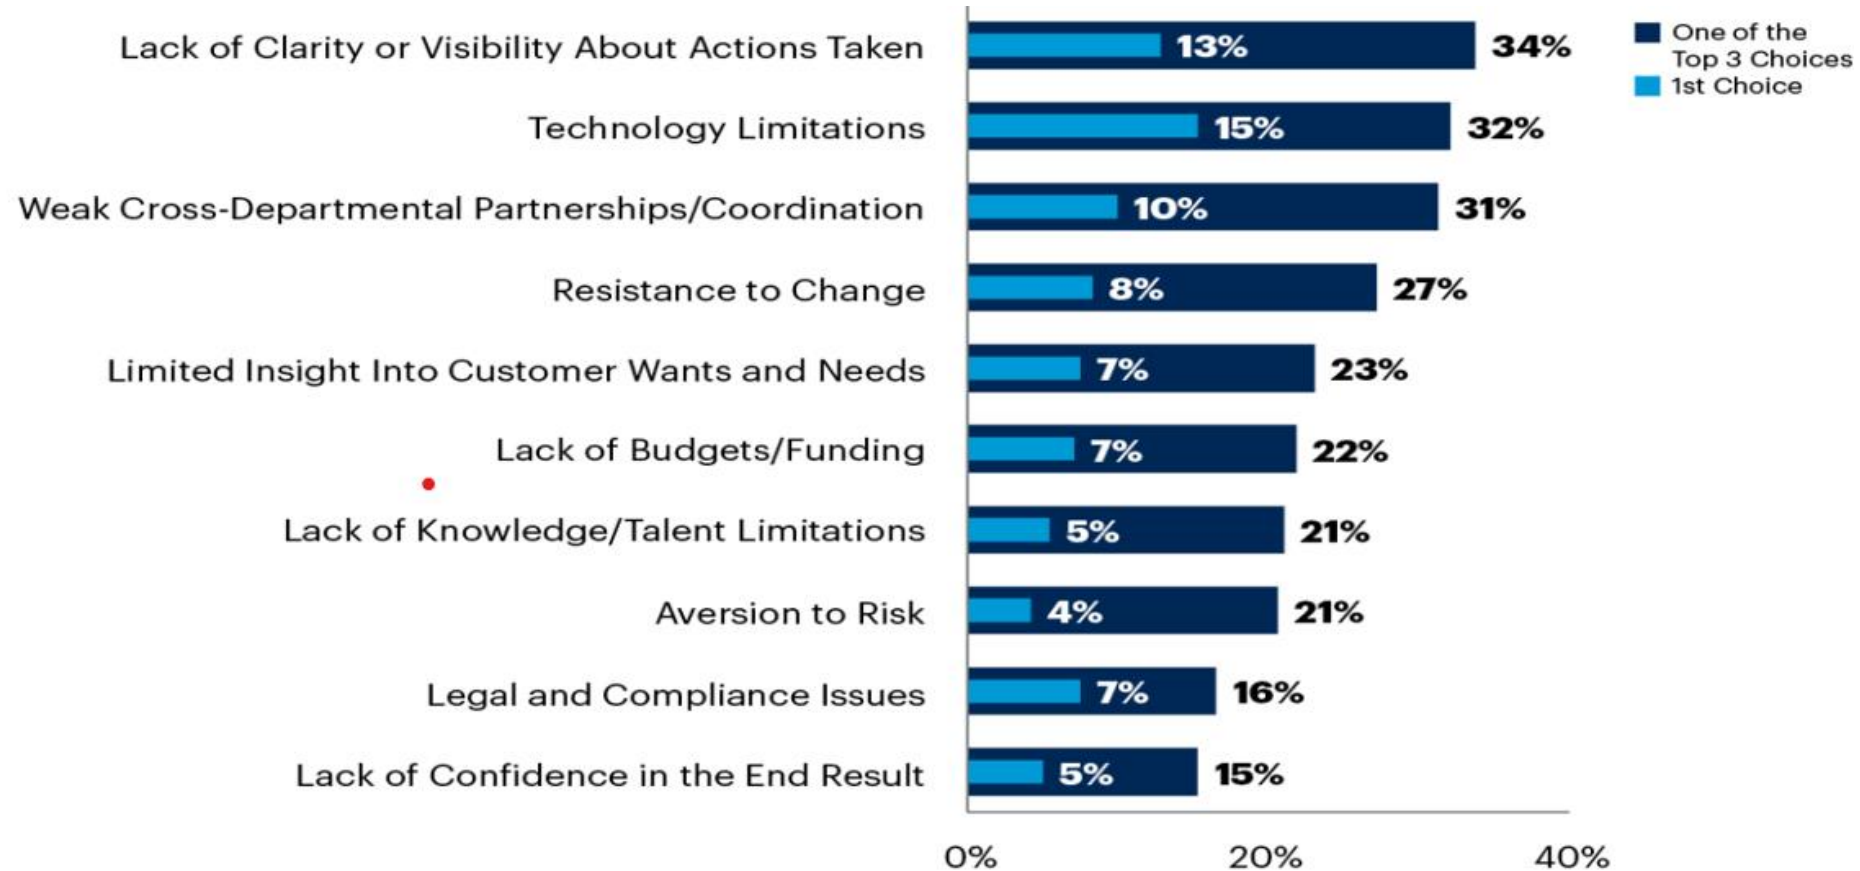 Lack of Clarity or Visibility About Actions Taken 13% 34%
Technology Limitations 15% 32%
Weak Cross-Departmental Partnerships/Coordination 10% 31%
Resistance to Change 8% 27%
Limited Insight Into Customer Wants and Needs 7% 23%
Lack of Budgets/Funding 7% 22%
Lack of Knowledge/Talent Limitations 5% 21%
Aversion to Risk 4% 21%
Legal and Compliance Issues 7% 16%
Lack of Confidence in the End Result 5% 15%
0% 20% 40%
One of the
Top 3 Choices
1st Choice